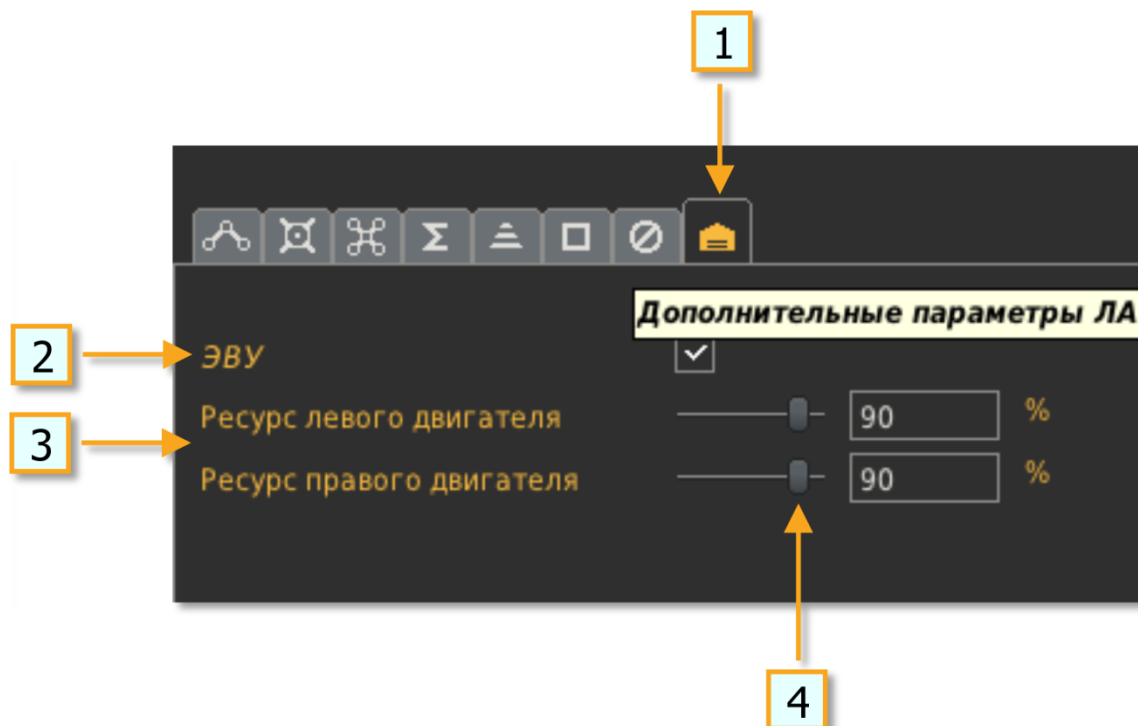 1
Σ
Дополнительные параметры ЛА
2
ЭВУ
3
Ресурс левого двигателя 90 %
Ресурс правого двигателя 90 %
4